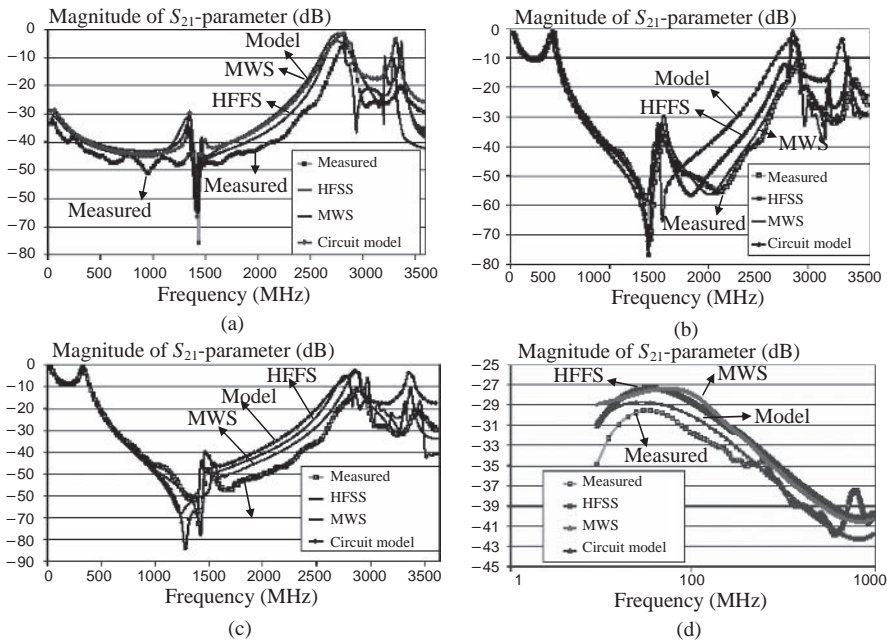 Magnitude of S21-parameter (dB)
0
−10
−20
−30
−40
−50
−60
−70
−80
Model
MWS
HFFS
Measured
Measured
Measured
HFSS
MWS
Circuit model
0 500 1000 1500 2000 2500 3000 3500
Frequency (MHz)
(a)
Magnitude of S21-parameter (dB)
0
−10
−20
−30
−40
−50
−60
−70
−80
Model
HFFS
MWS
Measured
Measured
HFSS
MWS
Circuit model
0 500 1000 1500 2000 2500 3000 3500
Frequency (MHz)
(b)
Magnitude of S21-parameter (dB)
0
−10
−20
−30
−40
−50
−60
−70
−80
−90
HFFS
Model
MWS
Measured
HFSS
MWS
Circuit model
0 500 1000 1500 2000 2500 3000 3500
Frequency (MHz)
(c)
Magnitude of S21-parameter (dB)
−25
−27
−29
−31
−33
−35
−37
−39
−41
−43
−45
HFFS
MWS
Model
Measured
Measured
HFSS
MWS
Circuit model
1 100 1000
Frequency (MHz)
(d)